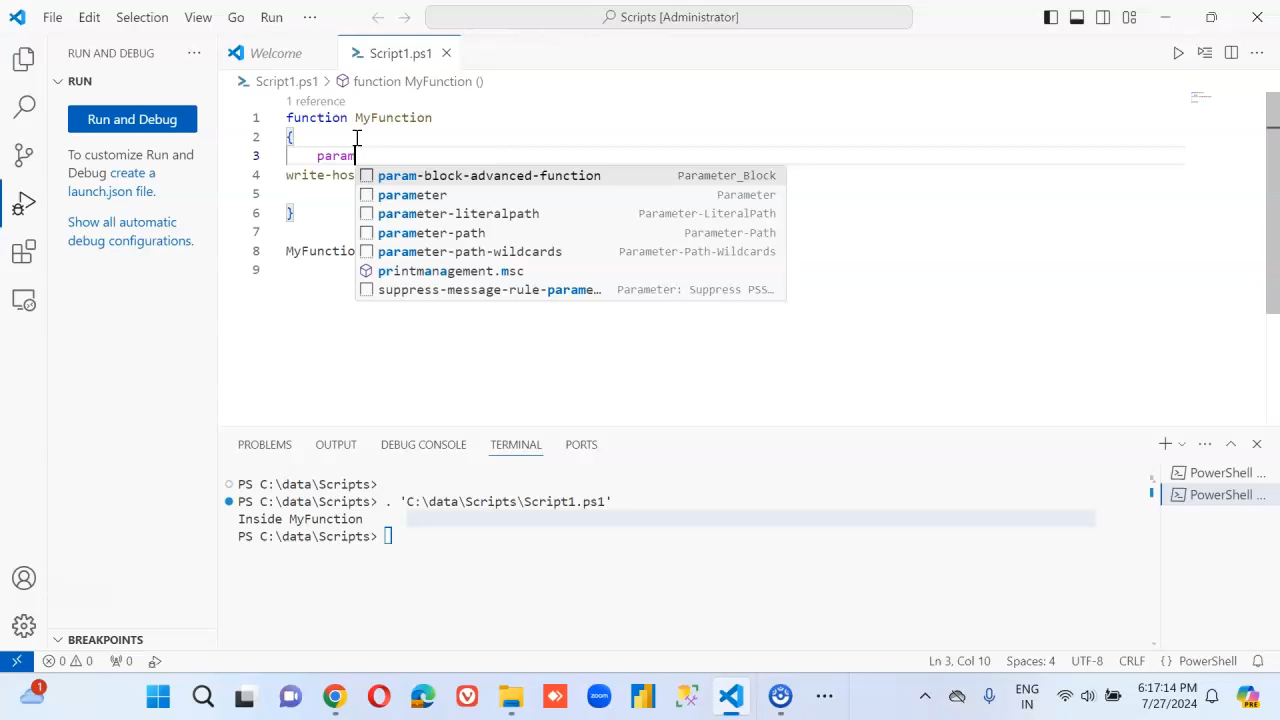 File Edit Selection View Go Run ···
Scripts [Administrator]
RUN AND DEBUG ···
Welcome
Script1.ps1
RUN
Run and Debug
To customize Run and
Debug create a
launch.json file.
Show all automatic
debug configurations.
Script1.ps1 > function MyFunction ()
1 reference
1 function MyFunction
2 {
3 param
4 write-hos
5
6 }
7
8 MyFunctio
9
param-block-advanced-function Parameter_Block
parameter Parameter
parameter-literalpath Parameter-LiteralPath
parameter-path Parameter-Path
parameter-path-wildcards Parameter-Path-Wildcards
printmanagement.msc
suppress-message-rule-parame… Parameter: Suppress PSS…
PROBLEMS OUTPUT DEBUG CONSOLE TERMINAL PORTS
PS C:\data\Scripts>
PS C:\data\Scripts> . 'C:\data\Scripts\Script1.ps1'
Inside MyFunction
PS C:\data\Scripts>
PowerShell ...
PowerShell ...
BREAKPOINTS
0 0 0
Ln 3, Col 10 Spaces: 4 UTF-8 CRLF { } PowerShell
1
zoom
ENG
IN
6:17:14 PM
7/27/2024
PRE